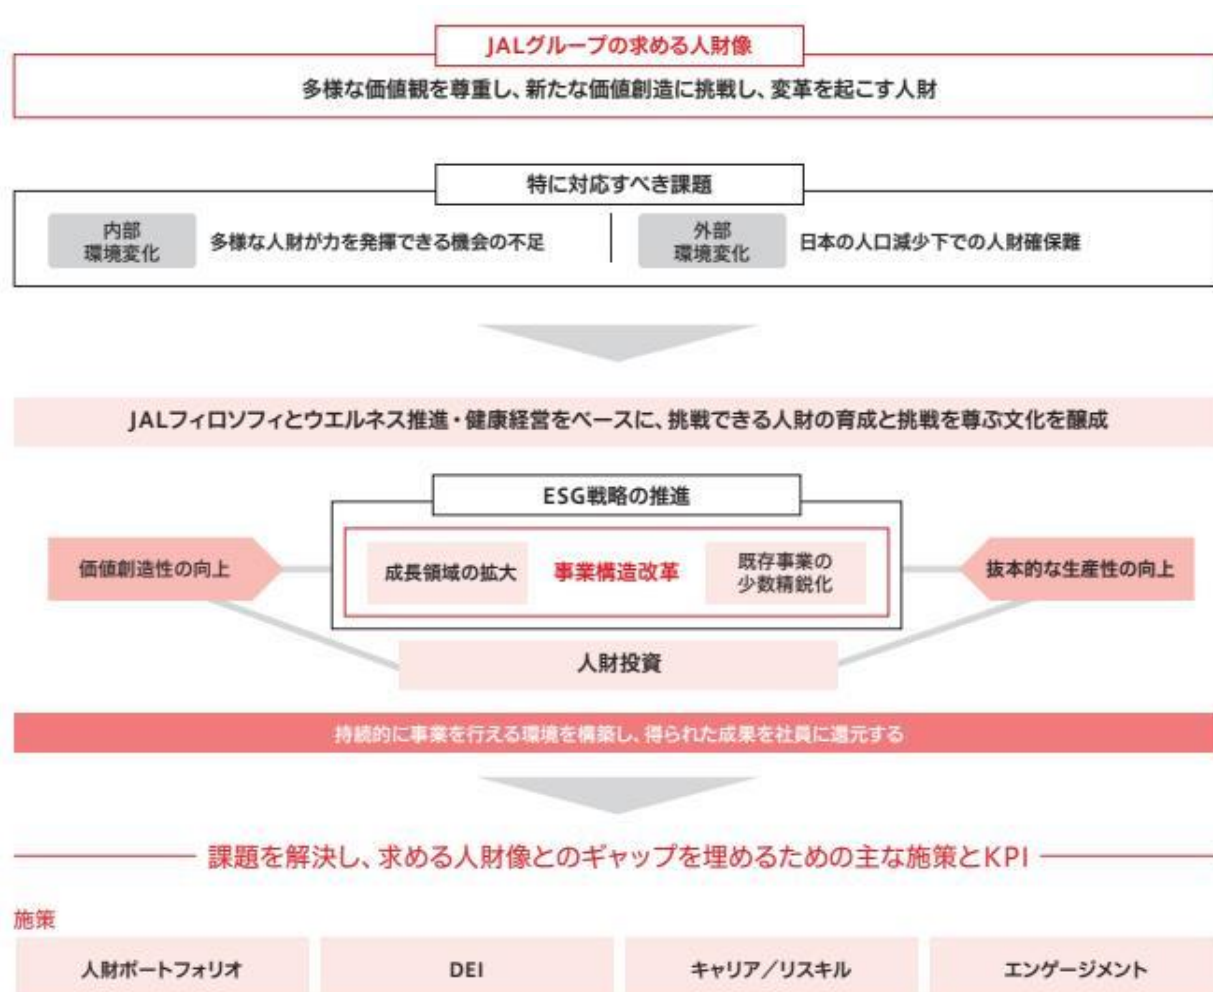 JALグループの求める人財像
多様な価値観を尊重し、新たな価値創造に挑戦し、変革を起こす人財
特に対応すべき課題
内部
環境変化
多様な人財が力を発揮できる機会の不足
外部
環境変化
日本の人口減少下での人財確保難
JALフィロソフィとウエルネス推進・健康経営をベースに、挑戦できる人財の育成と挑戦を尊ぶ文化を醸成
ESG戦略の推進
価値創造性の向上
成長領域の拡大
事業構造改革
既存事業の
少数精鋭化
抜本的な生産性の向上
人財投資
持続的に事業を行える環境を構築し、得られた成果を社員に還元する
課題を解決し、求める人財像とのギャップを埋めるための主な施策とKPI
施策
人財ポートフォリオ
DEI
キャリア／リスキル
エンゲージメント